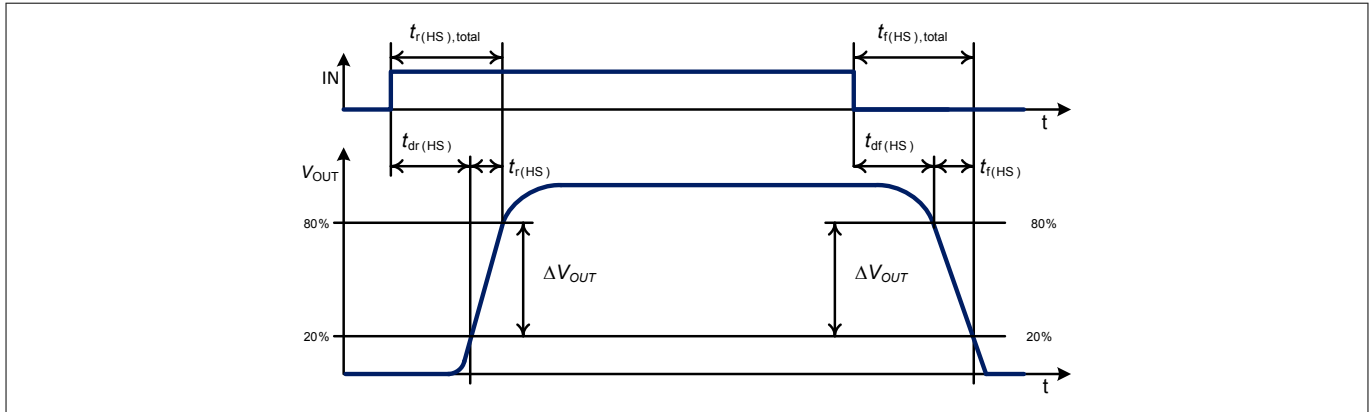 t_r(HS),total
t_f(HS),total
IN
t
t_dr(HS)
t_r(HS)
t_df(HS)
t_f(HS)
V_OUT
80%
80%
ΔV_OUT
ΔV_OUT
20%
20%
t